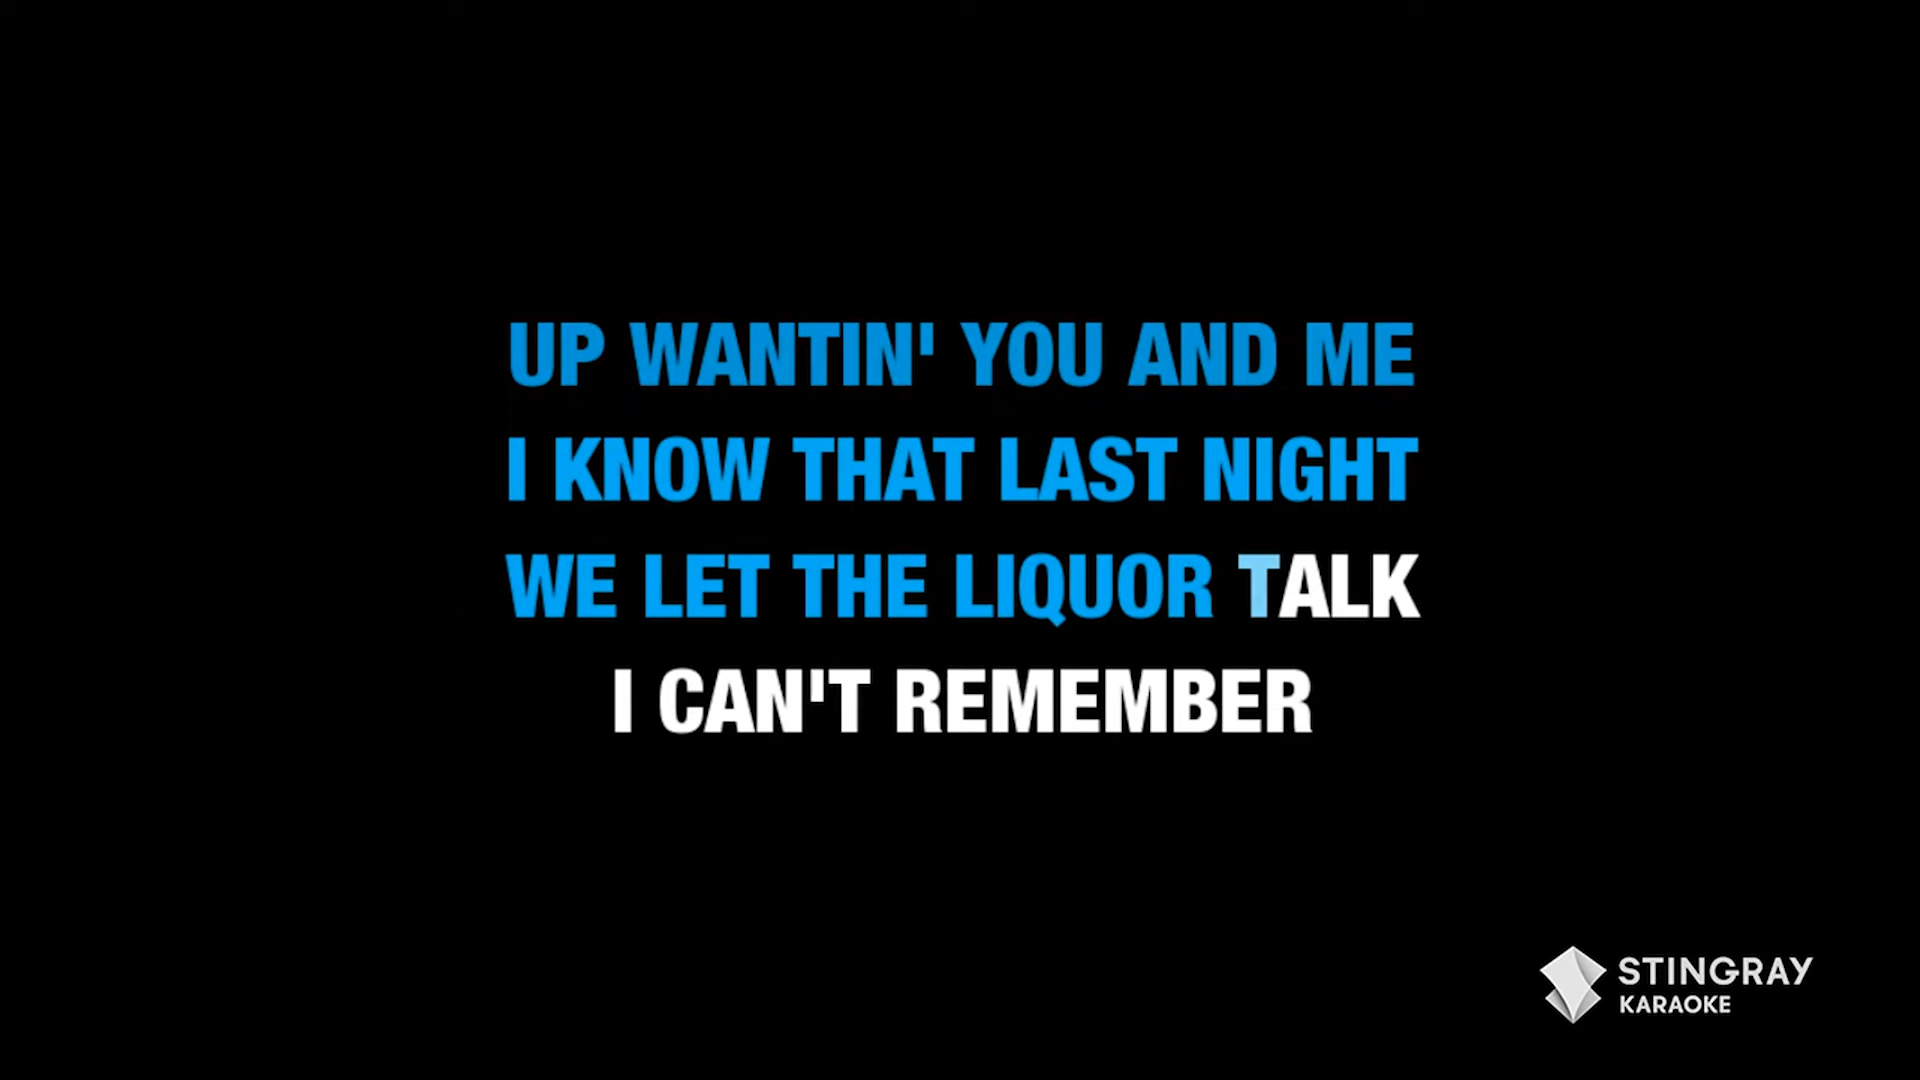 UP WANTIN' YOU AND ME
I KNOW THAT LAST NIGHT
WE LET THE LIQUOR TALK
I CAN'T REMEMBER
STINGRAY
KARAOKE